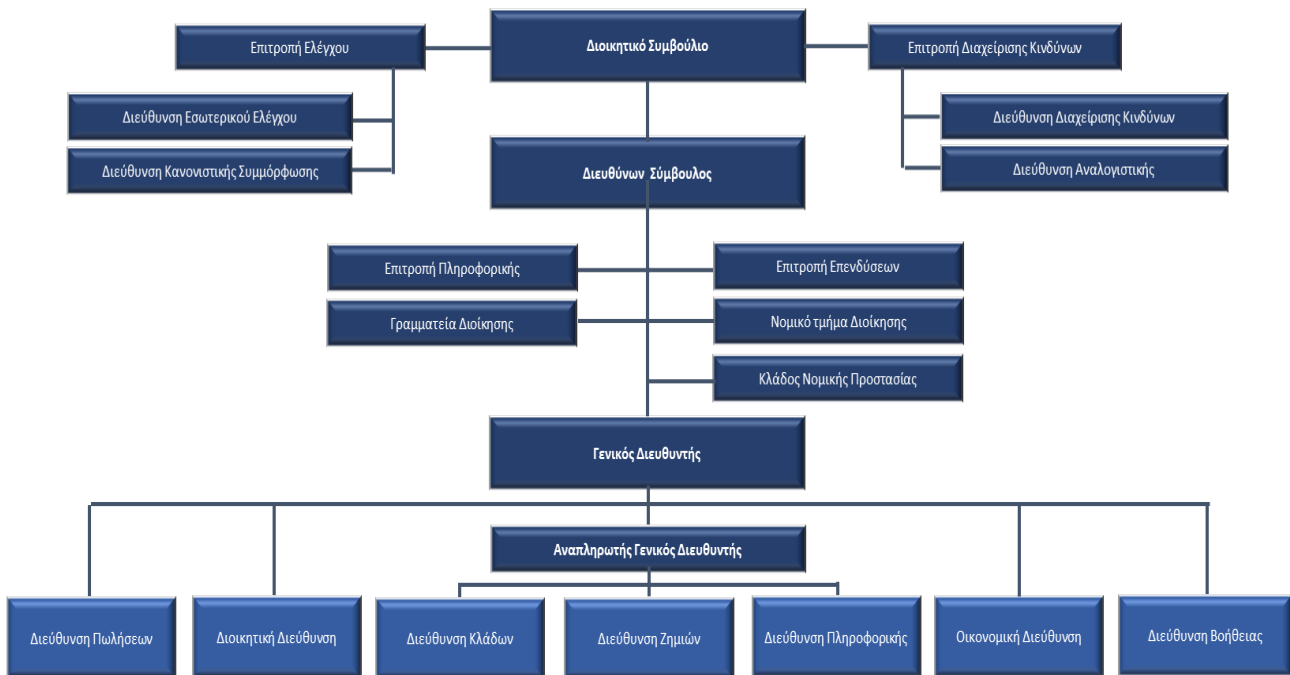 Διοικητικό Συμβούλιο
Επιτροπή Ελέγχου
Επιτροπή Διαχείρισης Κινδύνων
Διεύθυνση Εσωτερικού Ελέγχου
Διεύθυνση Διαχείρισης Κινδύνων
Διεύθυνση Κανονιστικής Συμμόρφωσης
Διεύθυνση Αναλογιστικής
Διευθύνων Σύμβουλος
Επιτροπή Πληροφορικής
Επιτροπή Επενδύσεων
Γραμματεία Διοίκησης
Νομικό τμήμα Διοίκησης
Κλάδος Νομικής Προστασίας
Γενικός Διευθυντής
Αναπληρωτής Γενικός Διευθυντής
Διεύθυνση Πωλήσεων
Διοικητική Διεύθυνση
Διεύθυνση Κλάδων
Διεύθυνση Ζημιών
Διεύθυνση Πληροφορικής
Οικονομική Διεύθυνση
Διεύθυνση Βοήθειας